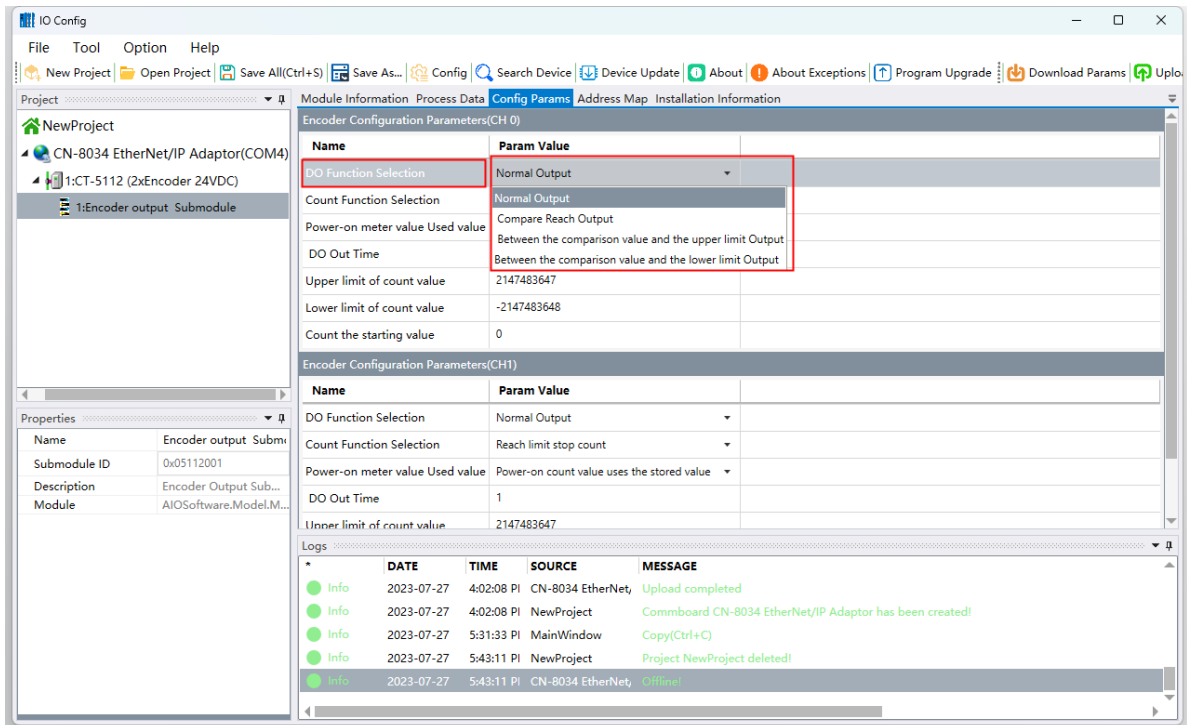 IO Config
File Tool Option Help
New Project Open Project Save All(Ctrl+S) Save As... Config Search Device Device Update About About Exceptions Program Upgrade Download Params Uplo
Project
NewProject
CN-8034 EtherNet/IP Adaptor(COM4)
1:CT-5112 (2xEncoder 24VDC)
1:Encoder output Submodule
Module Information Process Data Config Params Address Map Installation Information
Encoder Configuration Parameters(CH 0)
Name Param Value
DO Function Selection Normal Output
Normal Output
Compare Reach Output
Between the comparison value and the upper limit Output
Between the comparison value and the lower limit Output
Count Function Selection
Power-on meter value Used value
DO Out Time
Upper limit of count value 2147483647
Lower limit of count value -2147483648
Count the starting value 0
Encoder Configuration Parameters(CH1)
Name Param Value
DO Function Selection Normal Output
Count Function Selection Reach limit stop count
Power-on meter value Used value Power-on count value uses the stored value
DO Out Time 1
Upper limit of count value 2147483647
Properties
Name Encoder output Subm
Submodule ID 0x05112001
Description Encoder Output Sub...
Module AIOSoftware.Model.M...
Logs
* DATE TIME SOURCE MESSAGE
Info 2023-07-27 4:02:08 PI CN-8034 EtherNet, Upload completed
Info 2023-07-27 4:02:08 PI NewProject Commboard CN-8034 EtherNet/IP Adaptor has been created!
Info 2023-07-27 5:31:33 PI MainWindow Copy(Ctrl+C)
Info 2023-07-27 5:43:11 PI NewProject Project NewProject deleted!
Info 2023-07-27 5:43:11 PI CN-8034 EtherNet, Offline!